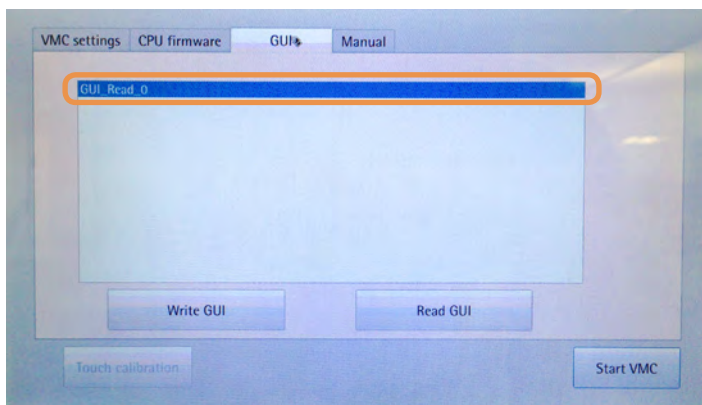 VMC settings CPU firmware GUI Manual
GUI_Read_0
Write GUI Read GUI
Touch calibration Start VMC